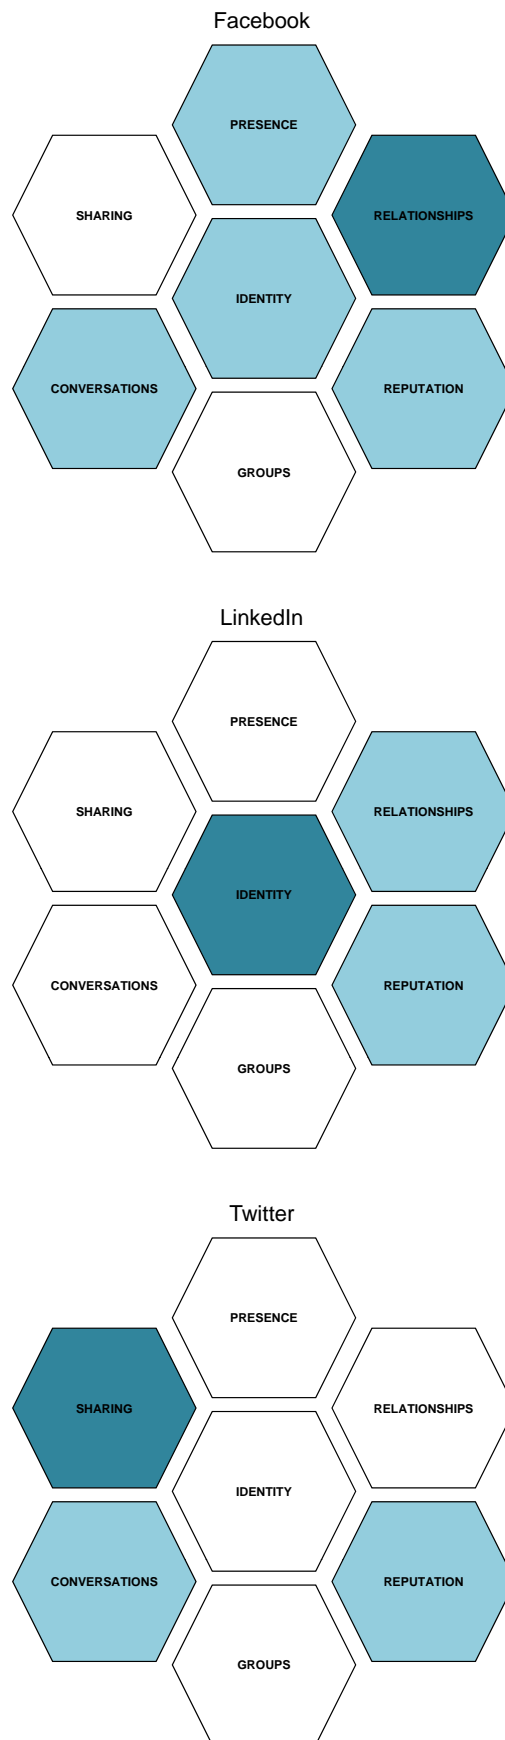 Facebook
PRESENCE
SHARING
RELATIONSHIPS
IDENTITY
CONVERSATIONS
REPUTATION
GROUPS
LinkedIn
PRESENCE
SHARING
RELATIONSHIPS
IDENTITY
CONVERSATIONS
REPUTATION
GROUPS
Twitter
PRESENCE
SHARING
RELATIONSHIPS
IDENTITY
CONVERSATIONS
REPUTATION
GROUPS